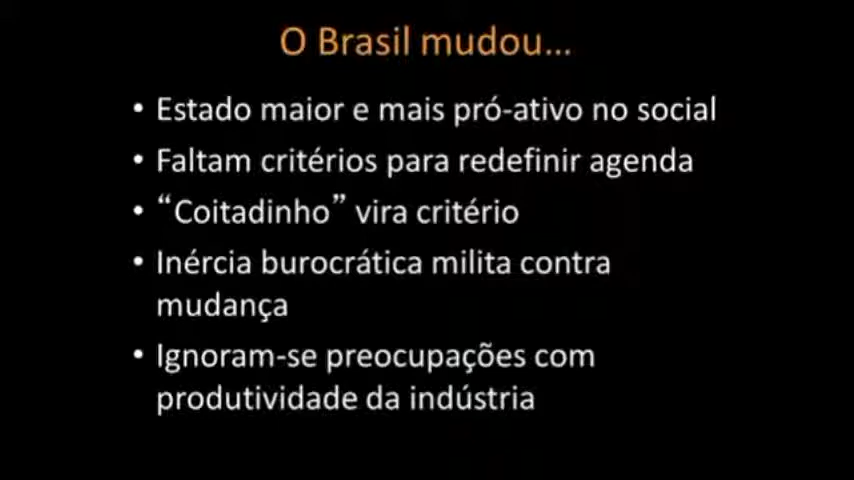 O Brasil mudou...
• Estado maior e mais pró-ativo no social
• Faltam critérios para redefinir agenda
• “Coitadinho” vira critério
• Inércia burocrática milita contra
mudança
• Ignoram-se preocupações com
produtividade da indústria